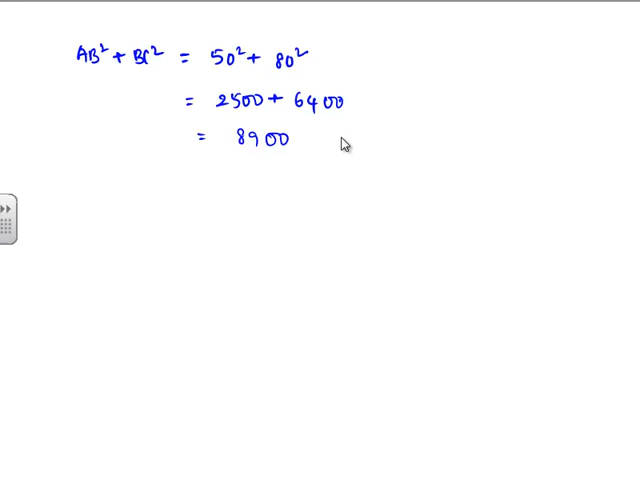 AB² + BC² = 50² + 80²
= 2500 + 6400
= 8900